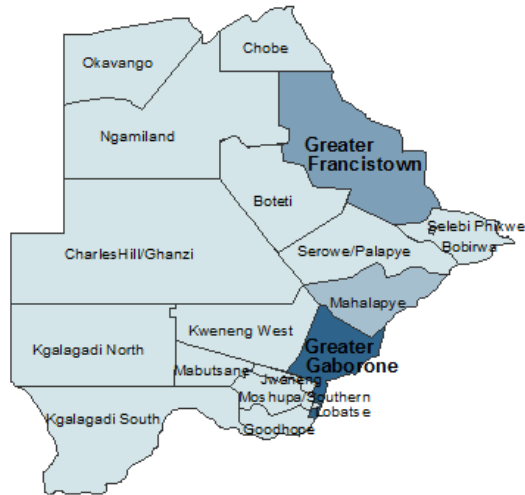 Chobe
Okavango
Ngamiland
Greater
Francistown
Boteti
Selebi Phikwe
Bobirwa
CharlesHill/Ghanzi
Serowe/Palapye
Mahalapye
Kweneng West
Greater
Gaborone
Kgalagadi North
Mabutsane
Jwaneng
Moshupa/Southern
Lobatse
Kgalagadi South
Goodhope